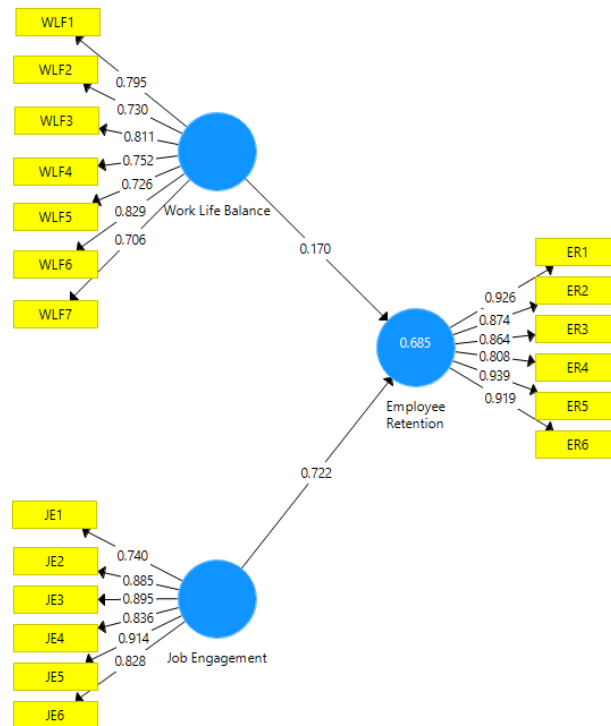 WLF1
0.795
WLF2
0.730
WLF3
0.811
WLF4
0.752
WLF5
0.726
WLF6
0.829
WLF7
0.706
Work Life Balance
0.170
ER1
0.926
ER2
0.874
ER3
0.864
ER4
0.808
ER5
0.939
ER6
0.919
0.685
Employee
Retention
0.722
JE1
0.740
JE2
0.885
JE3
0.895
JE4
0.836
JE5
0.914
JE6
0.828
Job Engagement